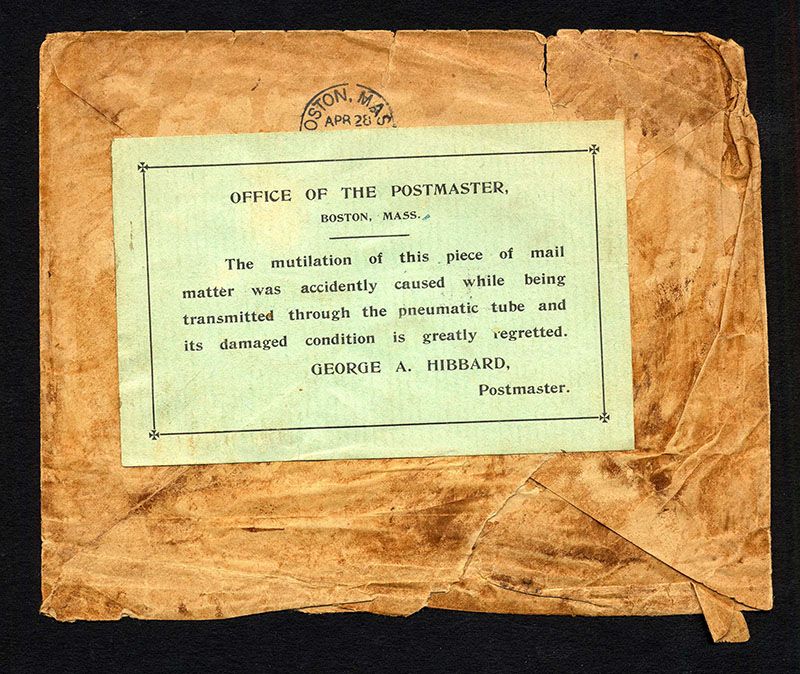 BOSTON, MAS
APR 28
OFFICE OF THE POSTMASTER,
BOSTON, MASS.
The mutilation of this piece of mail
matter was accidently caused while being
transmitted through the pneumatic tube and
its damaged condition is greatly regretted.
GEORGE A. HIBBARD,
Postmaster.